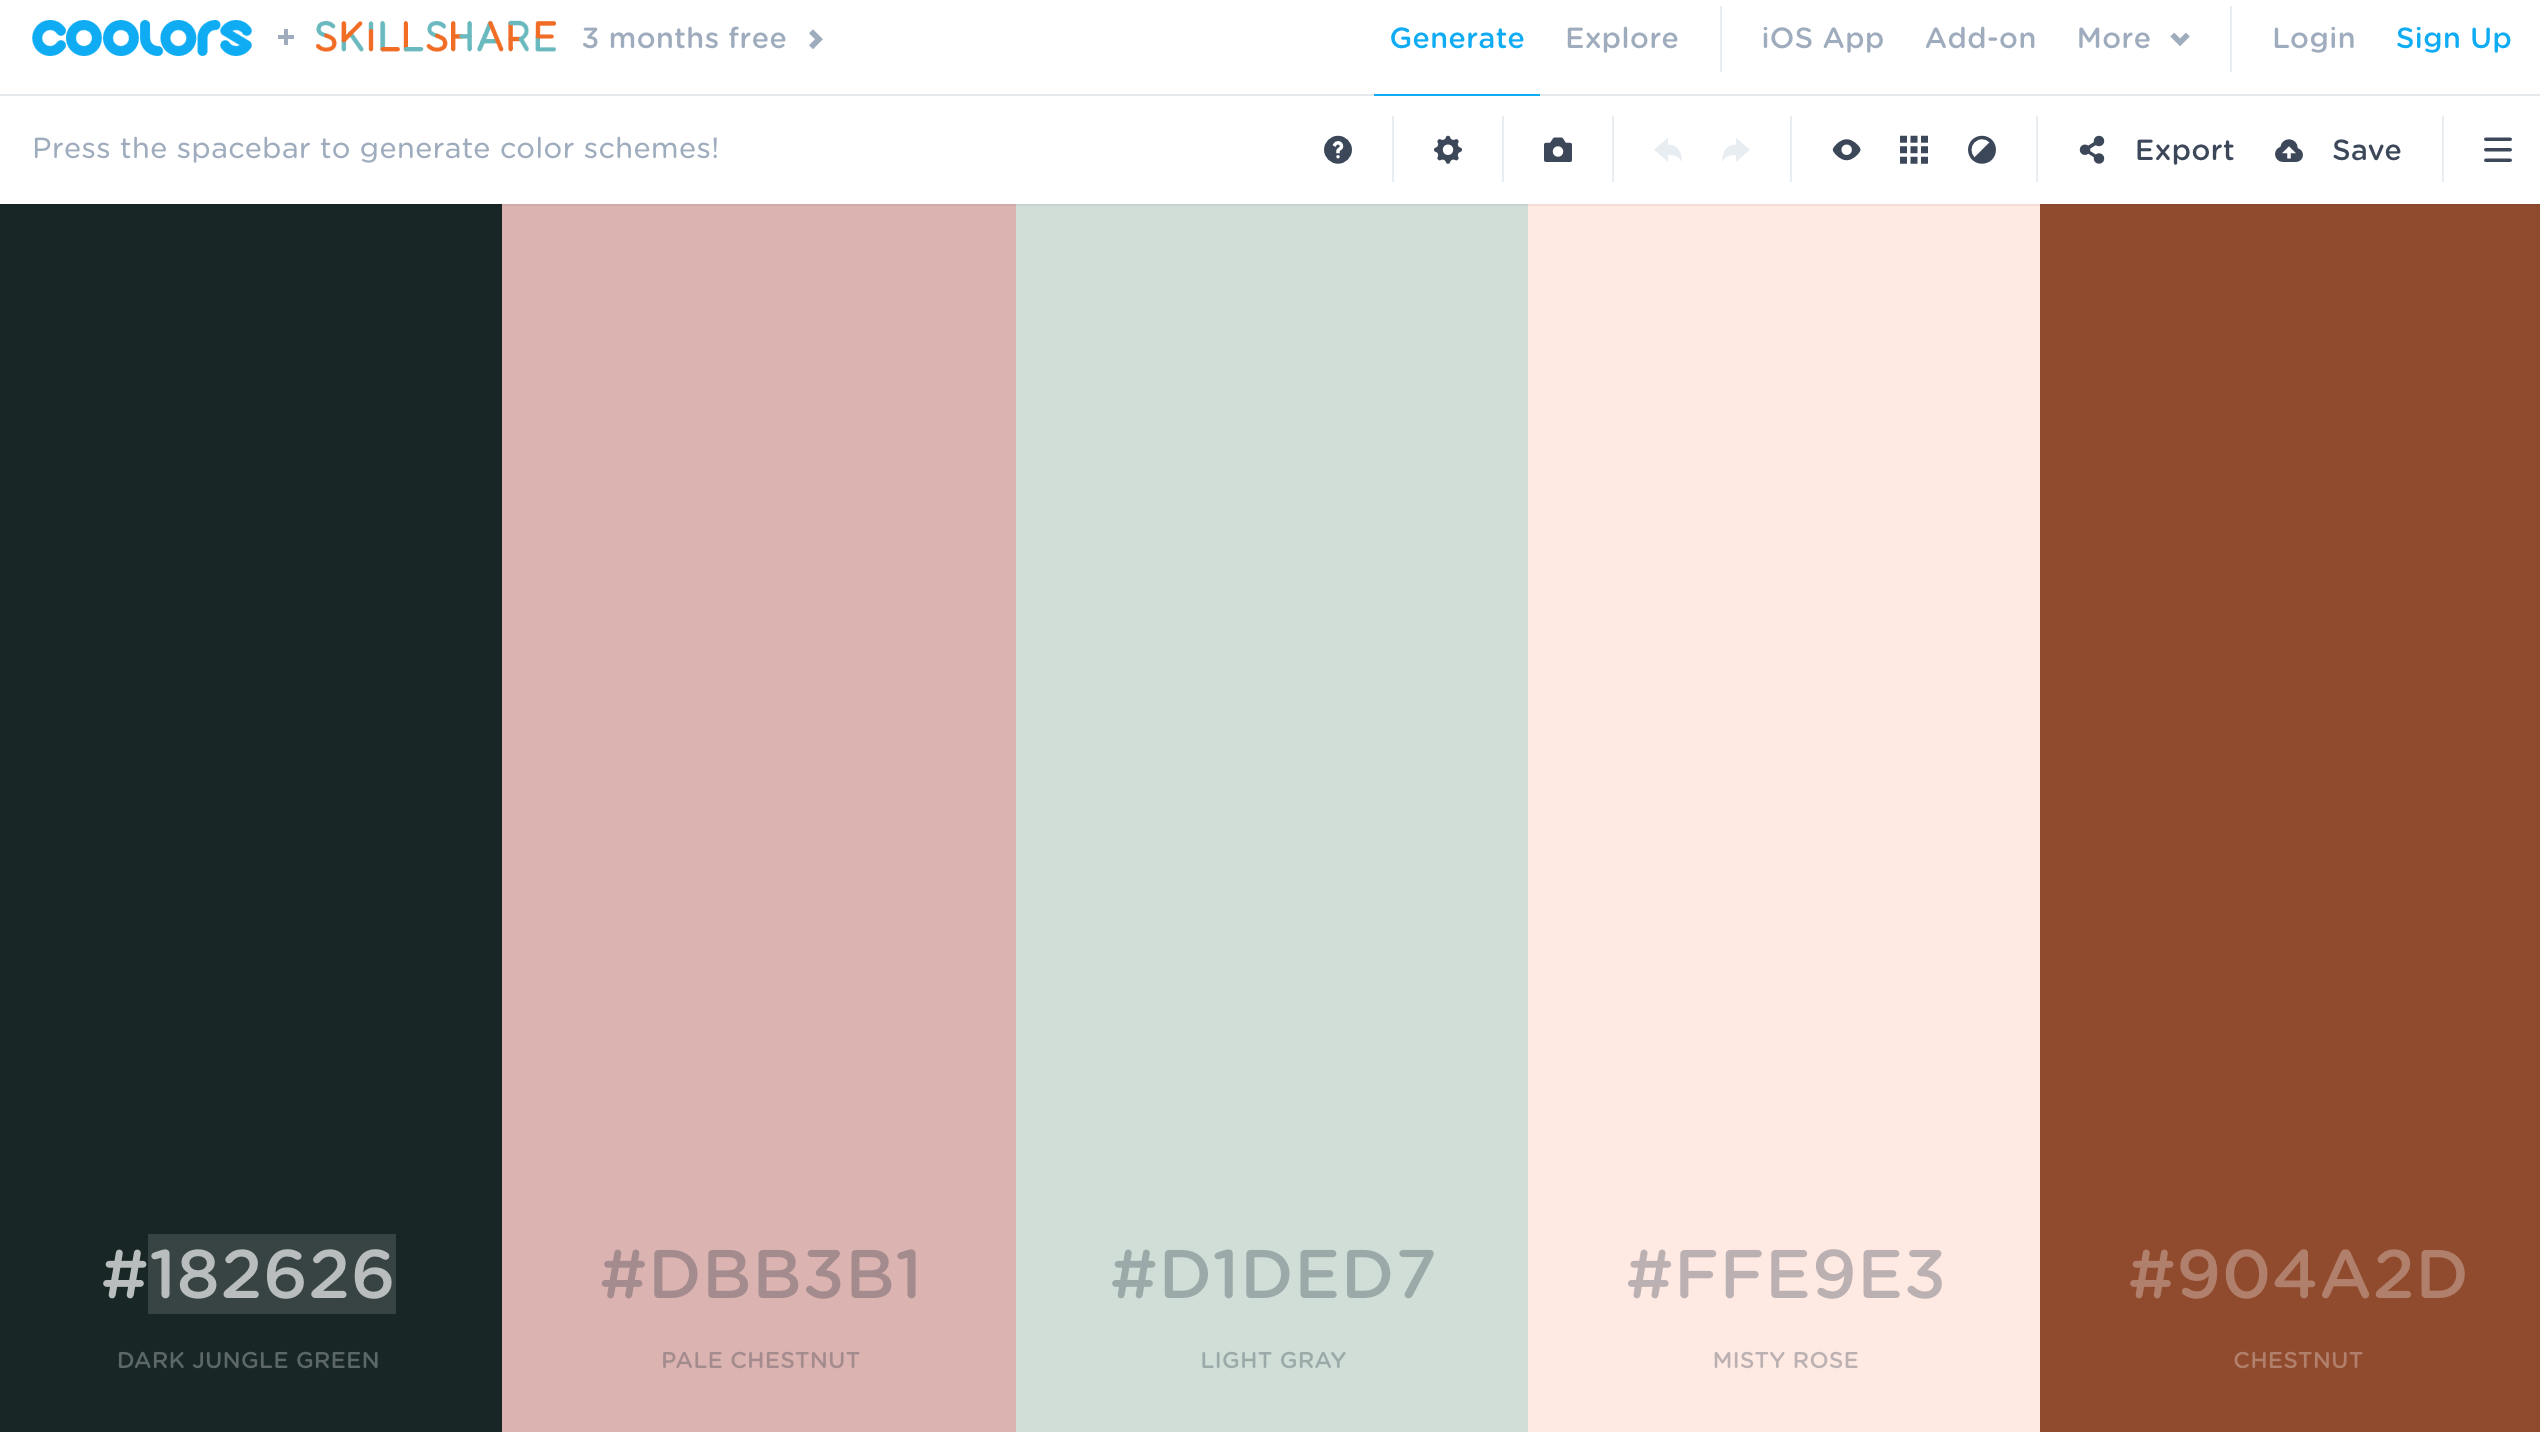 coolors + SKILLSHARE 3 months free
Generate Explore iOS App Add-on More Login Sign Up
Press the spacebar to generate color schemes!
Export Save
#182626
DARK JUNGLE GREEN
#DBB3B1
PALE CHESTNUT
#D1DED7
LIGHT GRAY
#FFE9E3
MISTY ROSE
#904A2D
CHESTNUT